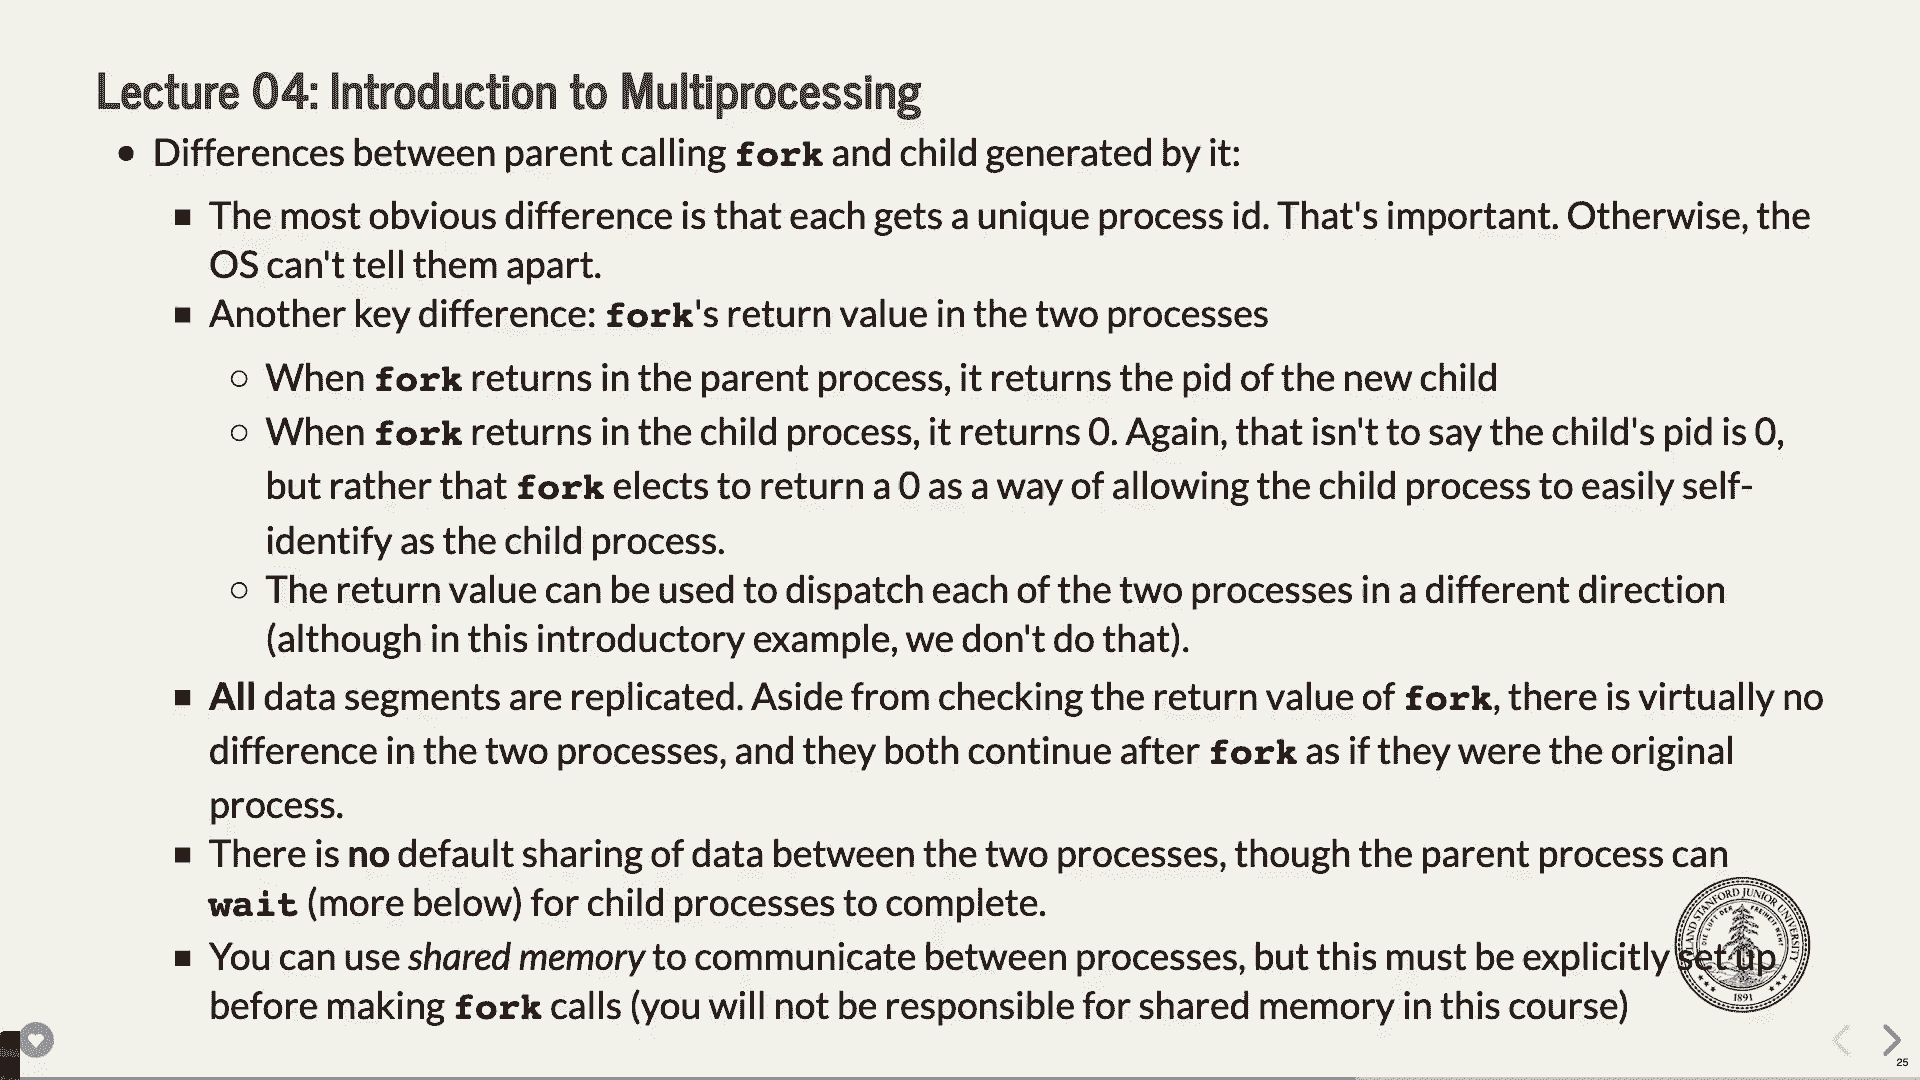 Lecture 04: Introduction to Multiprocessing
• Differences between parent calling fork and child generated by it:
▪ The most obvious difference is that each gets a unique process id. That's important. Otherwise, the
OS can't tell them apart.
▪ Another key difference: fork's return value in the two processes
○ When fork returns in the parent process, it returns the pid of the new child
○ When fork returns in the child process, it returns 0. Again, that isn't to say the child's pid is 0,
but rather that fork elects to return a 0 as a way of allowing the child process to easily self-
identify as the child process.
○ The return value can be used to dispatch each of the two processes in a different direction
(although in this introductory example, we don't do that).
▪ All data segments are replicated. Aside from checking the return value of fork, there is virtually no
difference in the two processes, and they both continue after fork as if they were the original
process.
▪ There is no default sharing of data between the two processes, though the parent process can
wait (more below) for child processes to complete.
▪ You can use shared memory to communicate between processes, but this must be explicitly set up
before making fork calls (you will not be responsible for shared memory in this course)
LELAND STANFORD JUNIOR UNIVERSITY
DIE LUFT DER FREIHEIT WEHT
1891
25